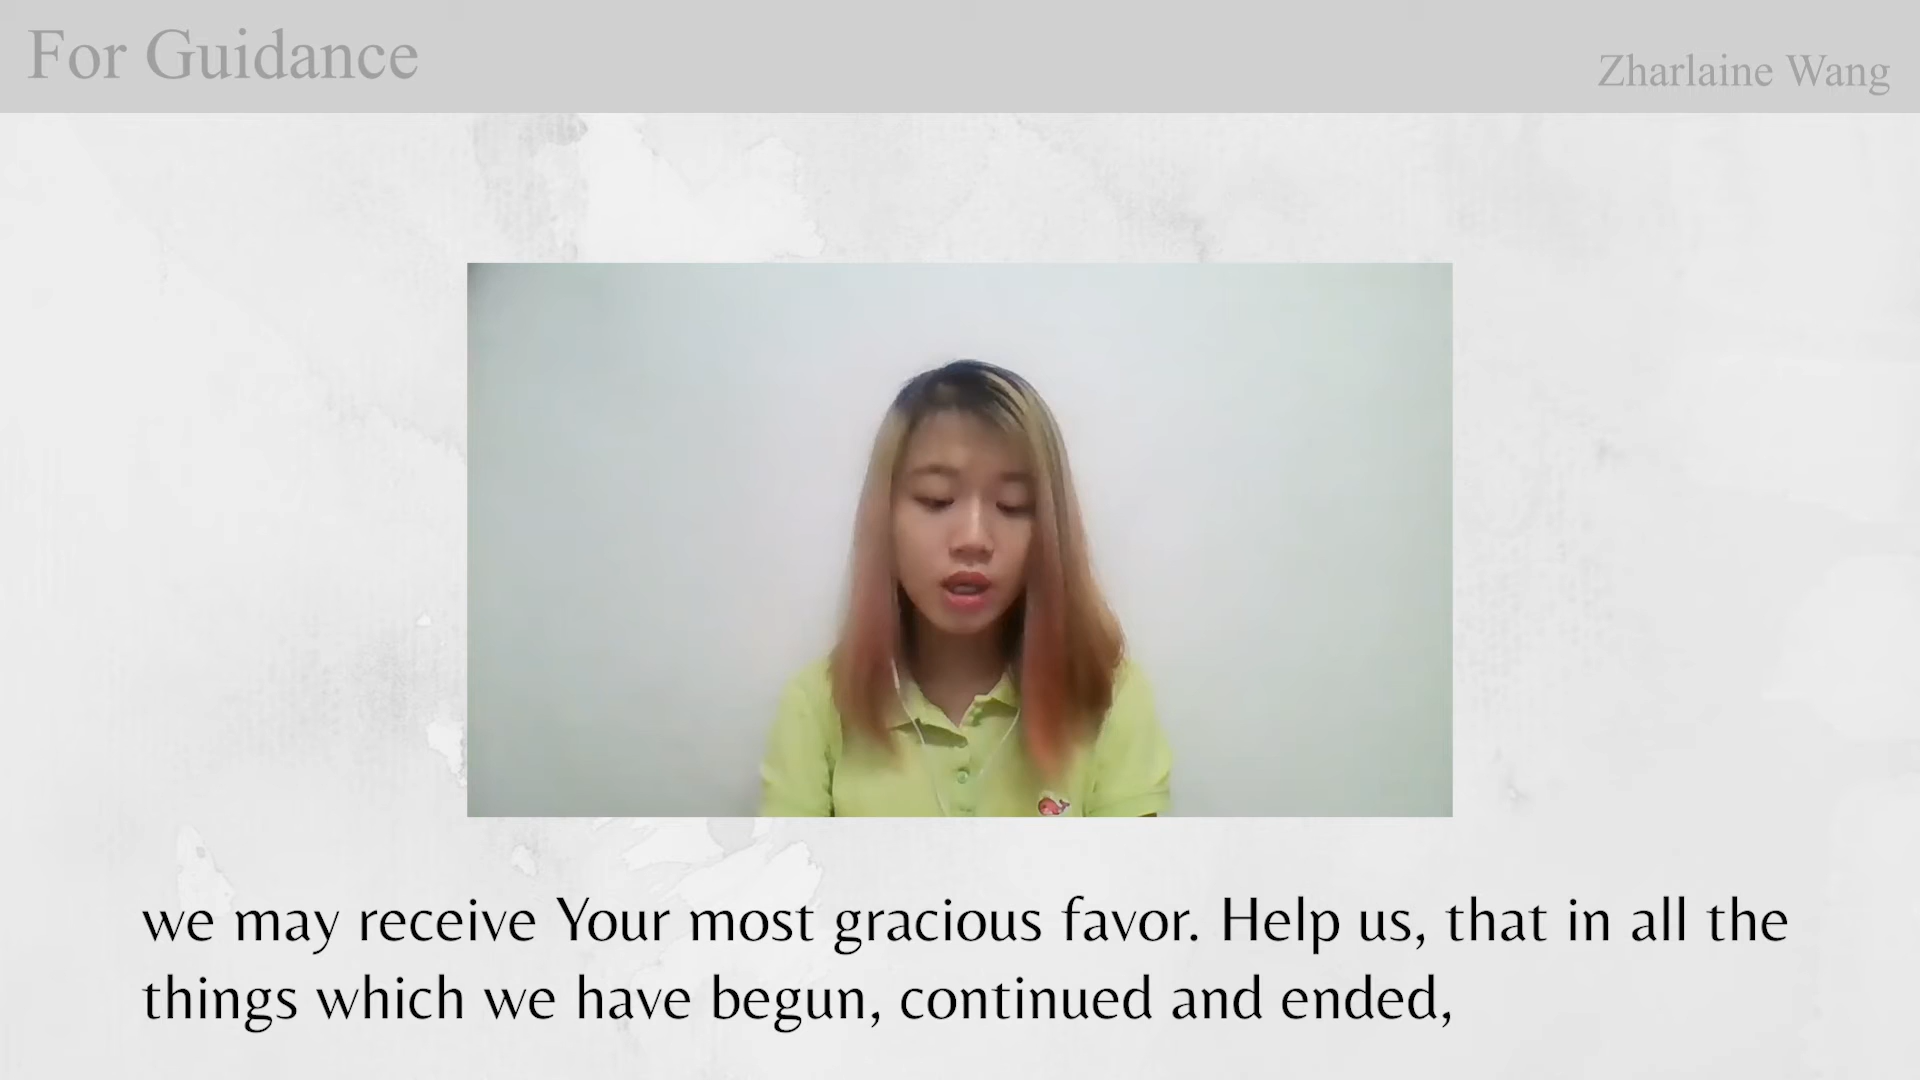 For Guidance
Zharlaine Wang
we may receive Your most gracious favor. Help us, that in all the
things which we have begun, continued and ended,